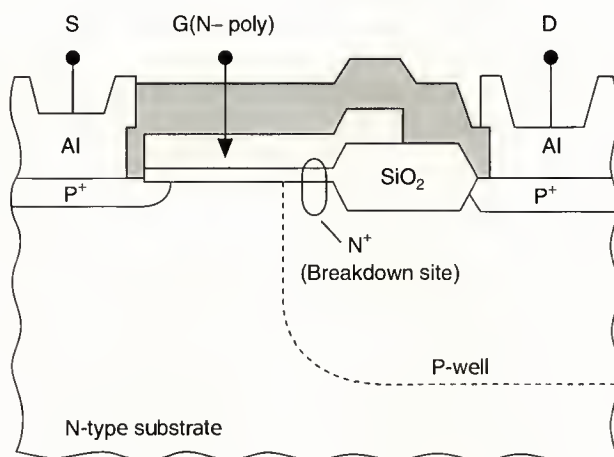 S
G(N– poly)
D
Al
Al
SiO₂
P⁺
P⁺
N⁺
(Breakdown site)
P-well
N-type substrate